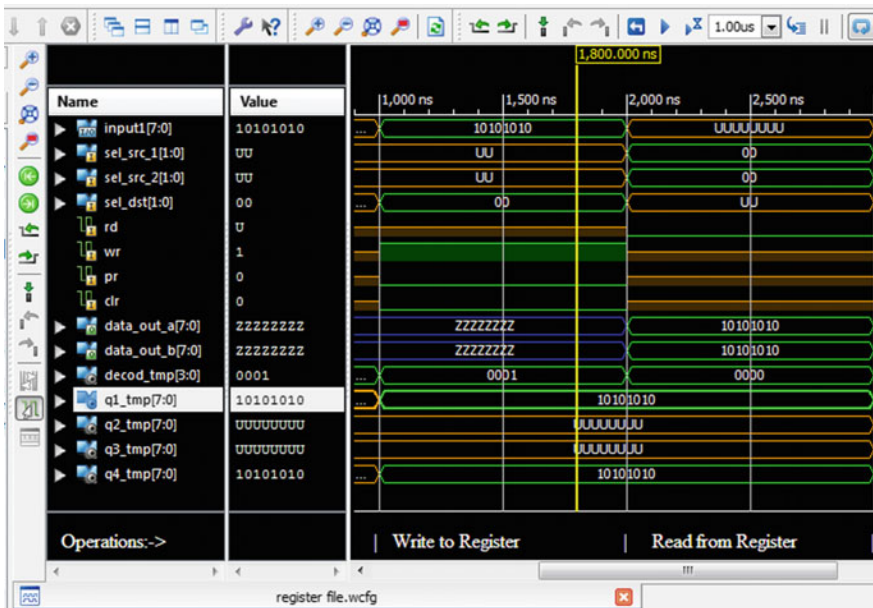 1.00us
1,800.000 ns
Name Value
1,000 ns 1,500 ns 2,000 ns 2,500 ns
input1[7:0] 10101010 ... 10101010 UUUUUUUU
sel_src_1[1:0] UU UU 00
sel_src_2[1:0] UU UU 00
sel_dst[1:0] 00 ... 00 UU
rd U
wr 1
pr 0
clr 0
data_out_a[7:0] ZZZZZZZZ ZZZZZZZZ 10101010
data_out_b[7:0] ZZZZZZZZ ZZZZZZZZ 10101010
decod_tmp[3:0] 0001 ... 0001 0000
q1_tmp[7:0] 10101010 ... 10101010
q2_tmp[7:0] UUUUUUUU UUUUUUUU
q3_tmp[7:0] UUUUUUUU UUUUUUUU
q4_tmp[7:0] 10101010 ... 10101010
Operations:-> | Write to Register | Read from Register |
register file.wcfg